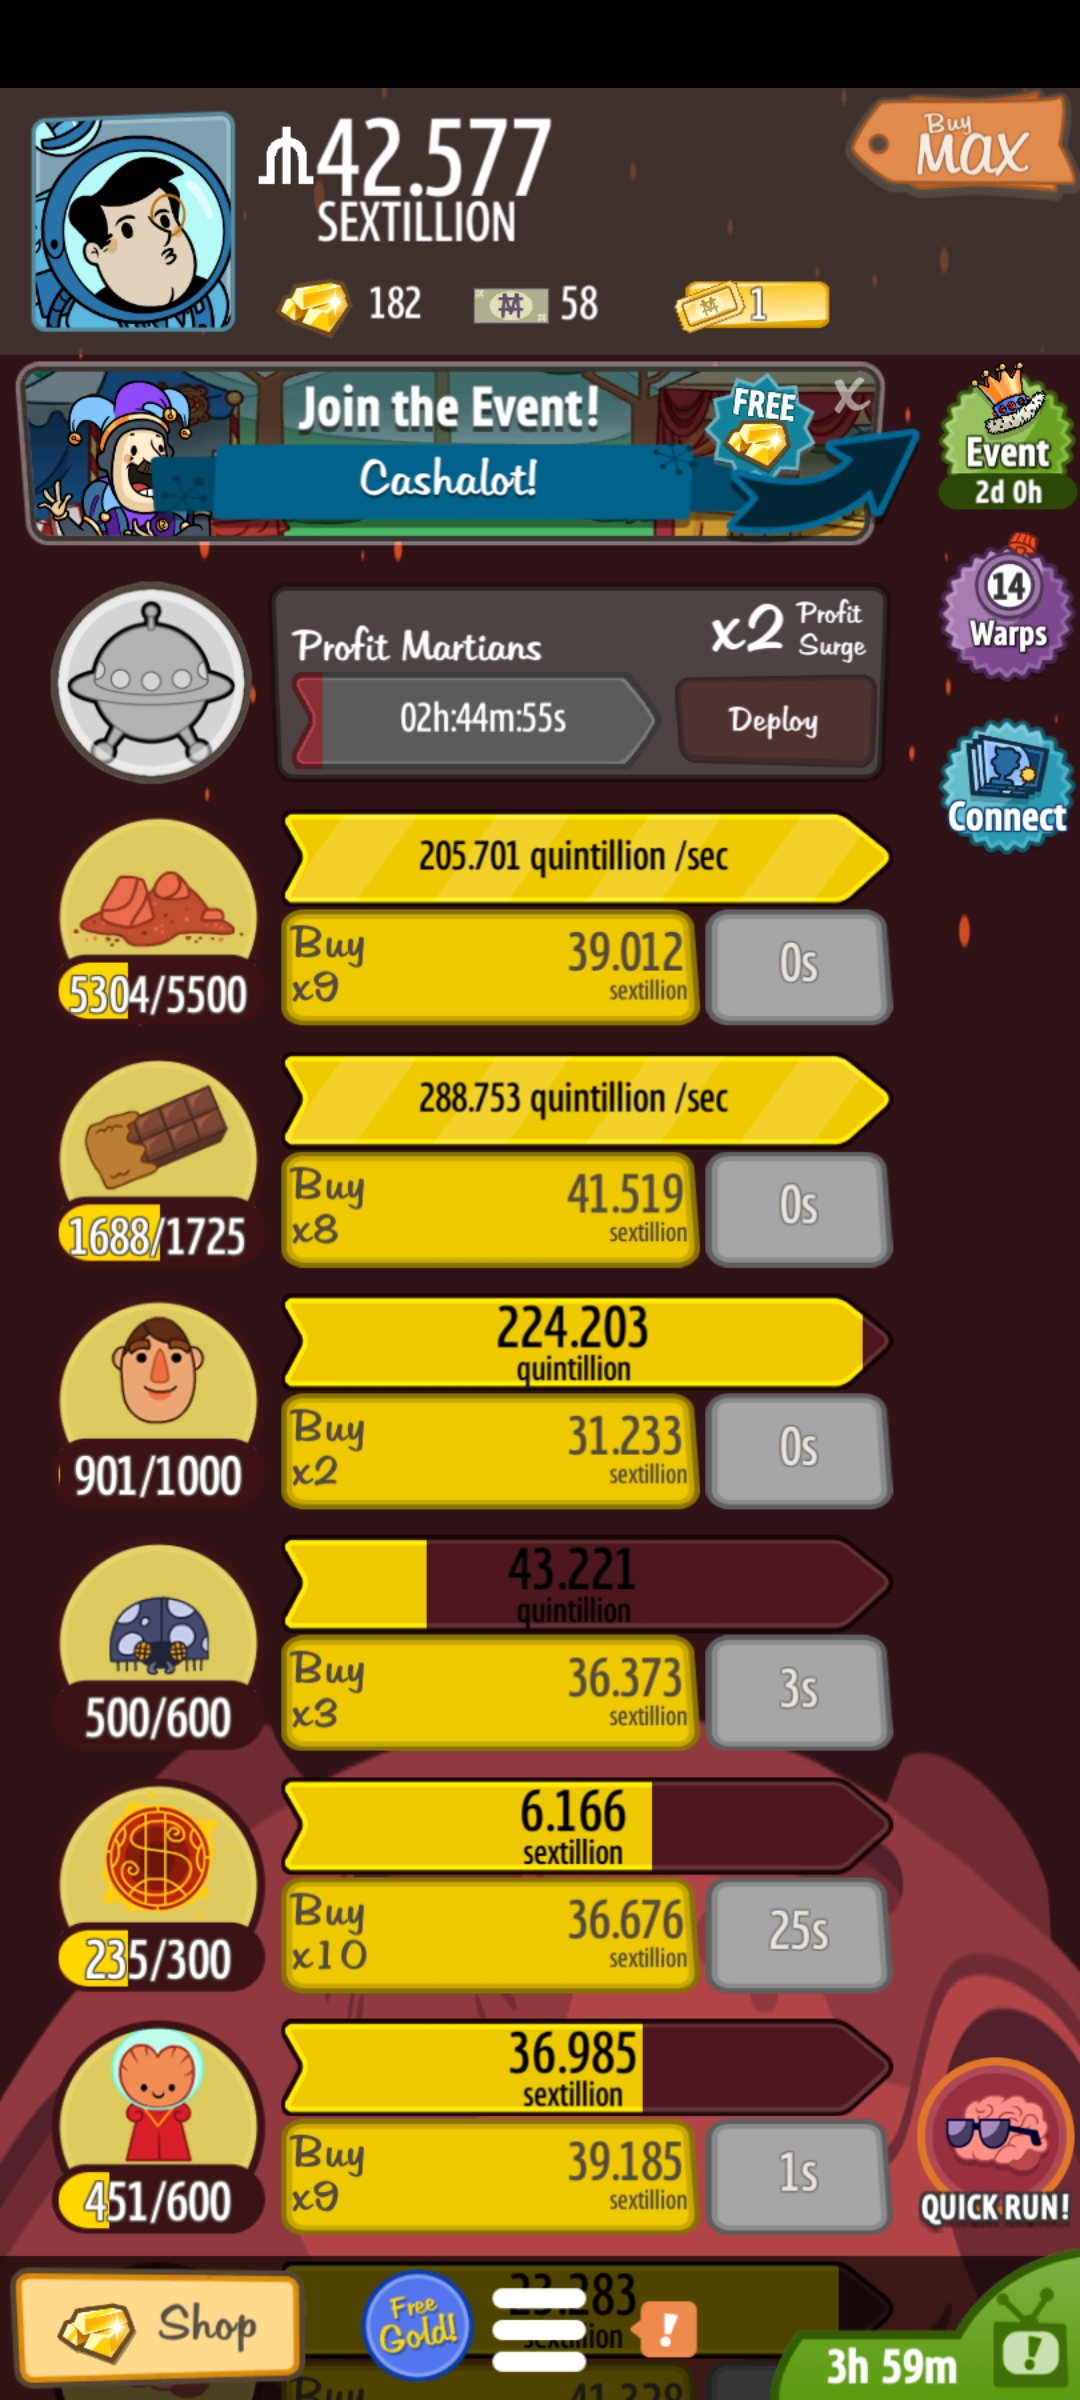 42.577
SEXTILLION
Buy
MAX
182
58
1
Join the Event!
FREE
X
Cashalot!
Event
2d 0h
14
Warps
Profit Martians
x2 Profit Surge
02h:44m:55s
Deploy
Connect
205.701 quintillion /sec
5304/5500
Buy
x9
39.012
sextillion
0s
288.753 quintillion /sec
1688/1725
Buy
x8
41.519
sextillion
0s
224.203
quintillion
901/1000
Buy
x2
31.233
sextillion
0s
43.221
quintillion
500/600
Buy
x3
36.373
sextillion
3s
6.166
sextillion
235/300
Buy
x10
36.676
sextillion
25s
36.985
sextillion
451/600
Buy
x9
39.185
sextillion
1s
QUICK RUN!
Shop
Free
Gold!
!
3h 59m
!
Buy